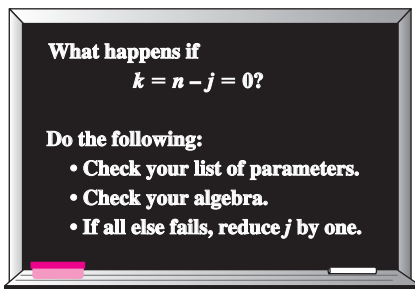 What happens if
k = n – j = 0?
Do the following:
• Check your list of parameters.
• Check your algebra.
• If all else fails, reduce j by one.